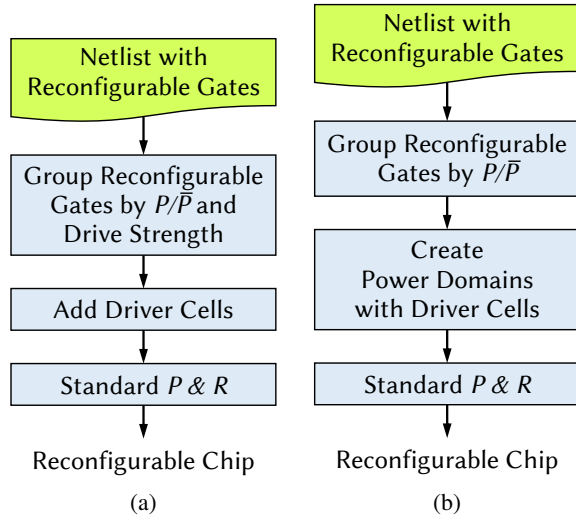 Netlist with
Reconfigurable Gates
Group Reconfigurable
Gates by P/P̅ and
Drive Strength
Add Driver Cells
Standard P & R
Reconfigurable Chip
(a)
Netlist with
Reconfigurable Gates
Group Reconfigurable
Gates by P/P̅
Create
Power Domains
with Driver Cells
Standard P & R
Reconfigurable Chip
(b)